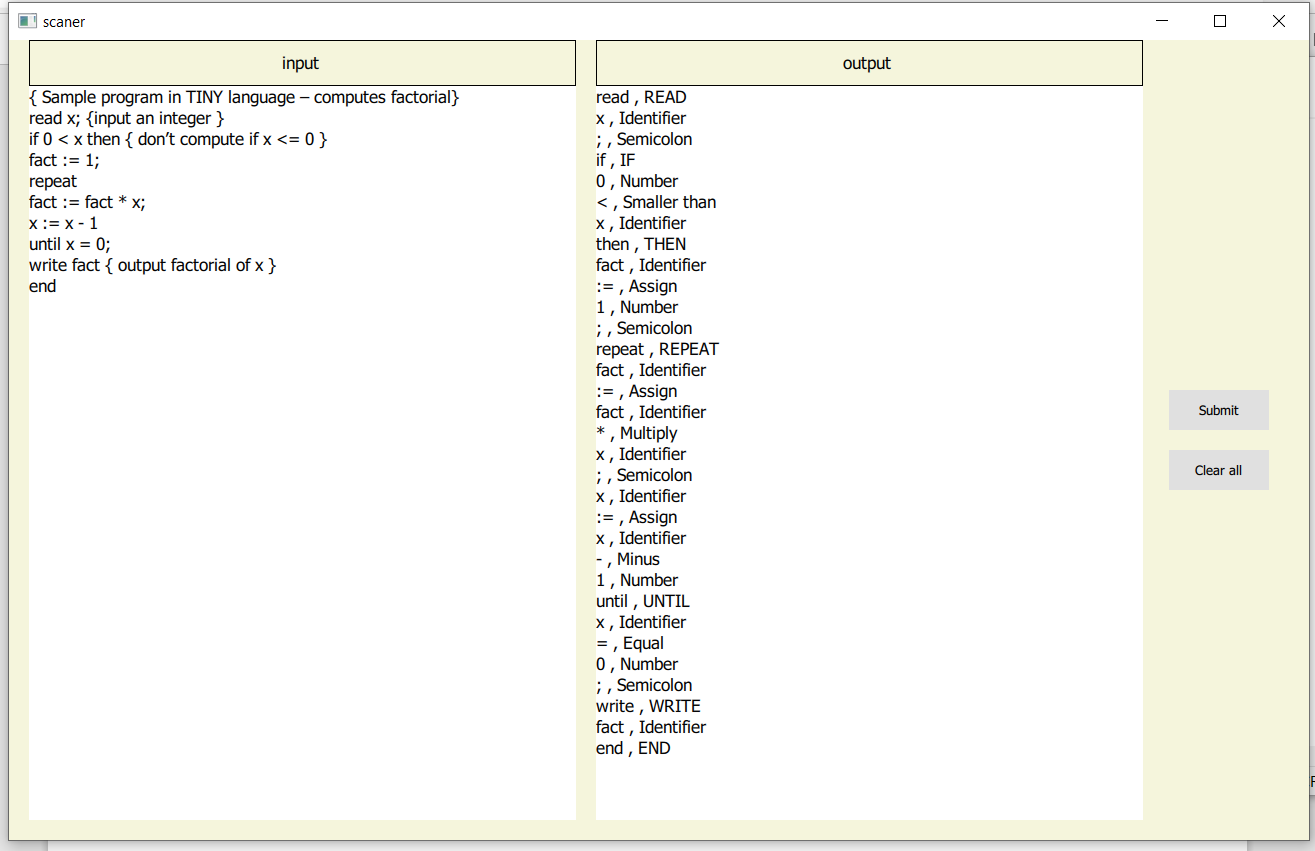 scaner
input
{ Sample program in TINY language – computes factorial}
read x; {input an integer }
if 0 < x then { don’t compute if x <= 0 }
fact := 1;
repeat
fact := fact * x;
x := x - 1
until x = 0;
write fact { output factorial of x }
end
output
read , READ
x , Identifier
; , Semicolon
if , IF
0 , Number
< , Smaller than
x , Identifier
then , THEN
fact , Identifier
:= , Assign
1 , Number
; , Semicolon
repeat , REPEAT
fact , Identifier
:= , Assign
fact , Identifier
* , Multiply
x , Identifier
; , Semicolon
x , Identifier
:= , Assign
x , Identifier
- , Minus
1 , Number
until , UNTIL
x , Identifier
= , Equal
0 , Number
; , Semicolon
write , WRITE
fact , Identifier
end , END
Submit
Clear all